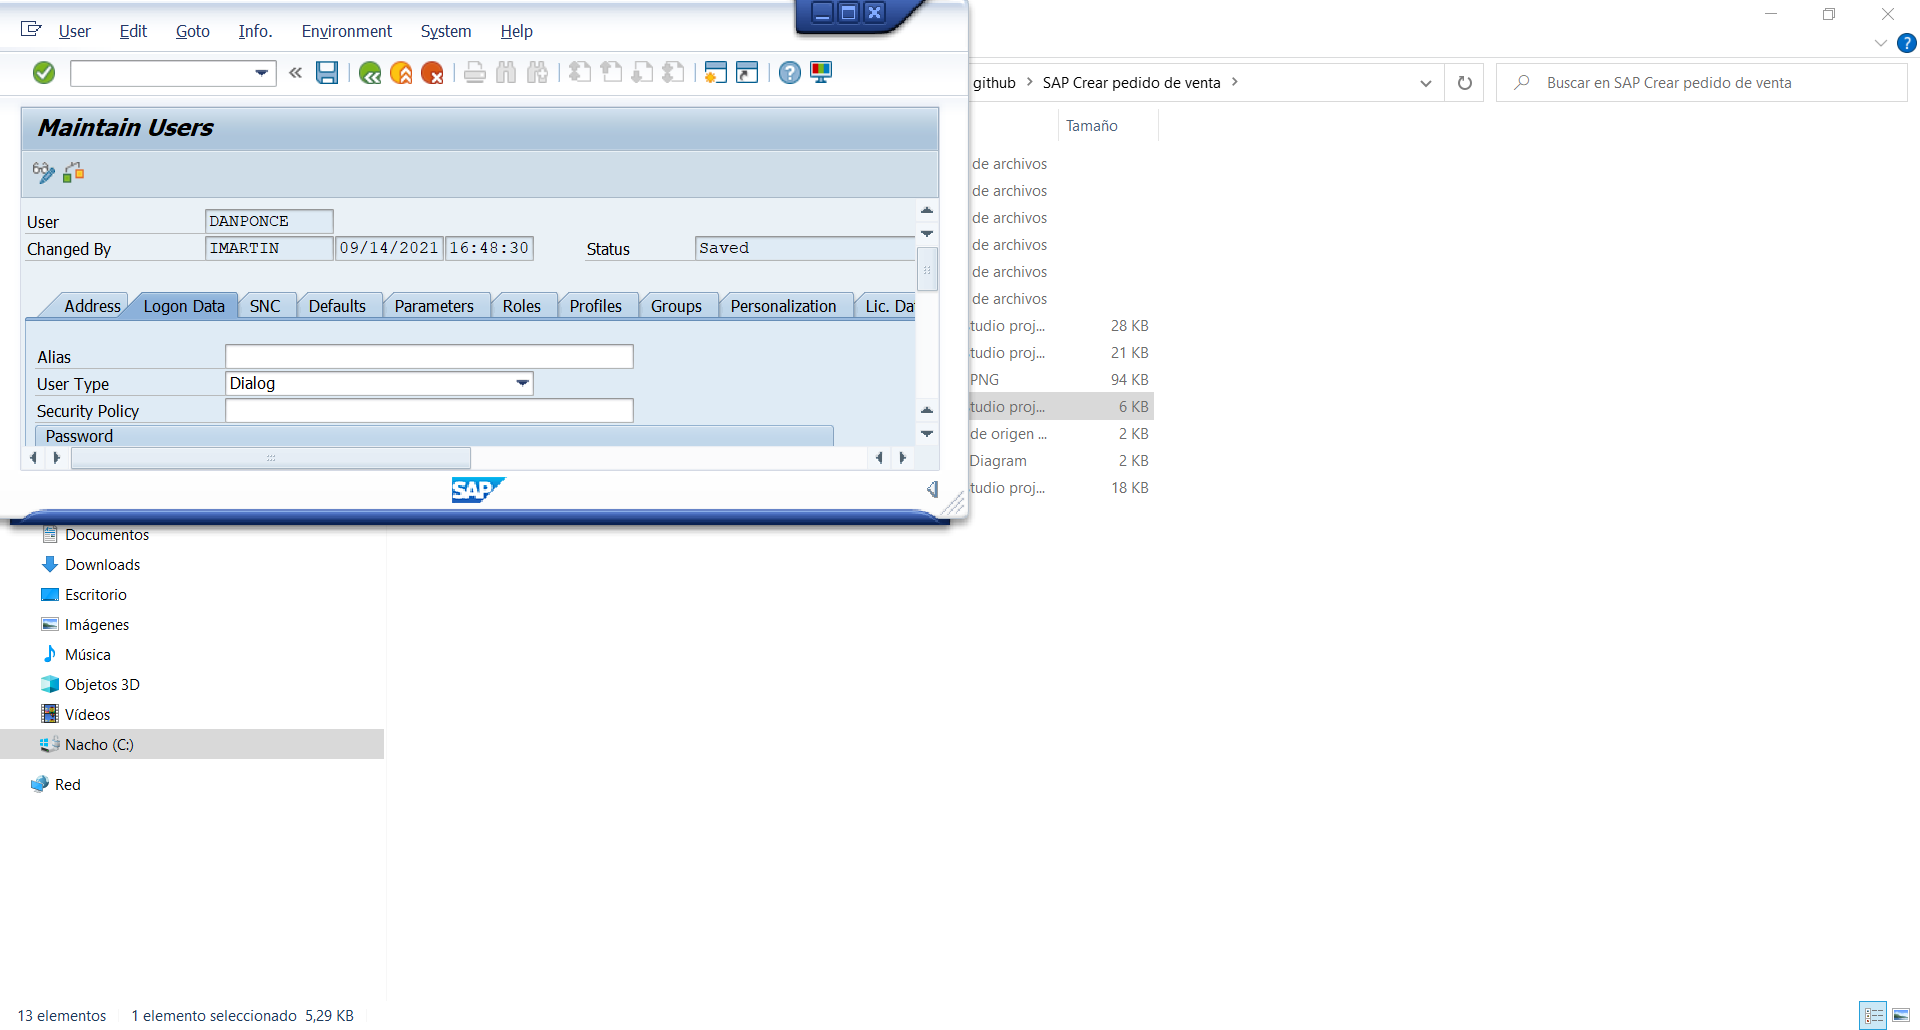 User Edit Goto Info. Environment System Help
Maintain Users
User DANPONCE
Changed By IMARTIN 09/14/2021 16:48:30 Status Saved
Address Logon Data SNC Defaults Parameters Roles Profiles Groups Personalization Lic. Da
Alias
User Type Dialog
Security Policy
Password
SAP
github SAP Crear pedido de venta
Buscar en SAP Crear pedido de venta
Tamaño
de archivos
de archivos
de archivos
de archivos
de archivos
de archivos
tudio proj... 28 KB
tudio proj... 21 KB
PNG 94 KB
tudio proj... 6 KB
de origen ... 2 KB
Diagram 2 KB
tudio proj... 18 KB
Documentos
Downloads
Escritorio
Imágenes
Música
Objetos 3D
Vídeos
Nacho (C:)
Red
13 elementos 1 elemento seleccionado 5,29 KB